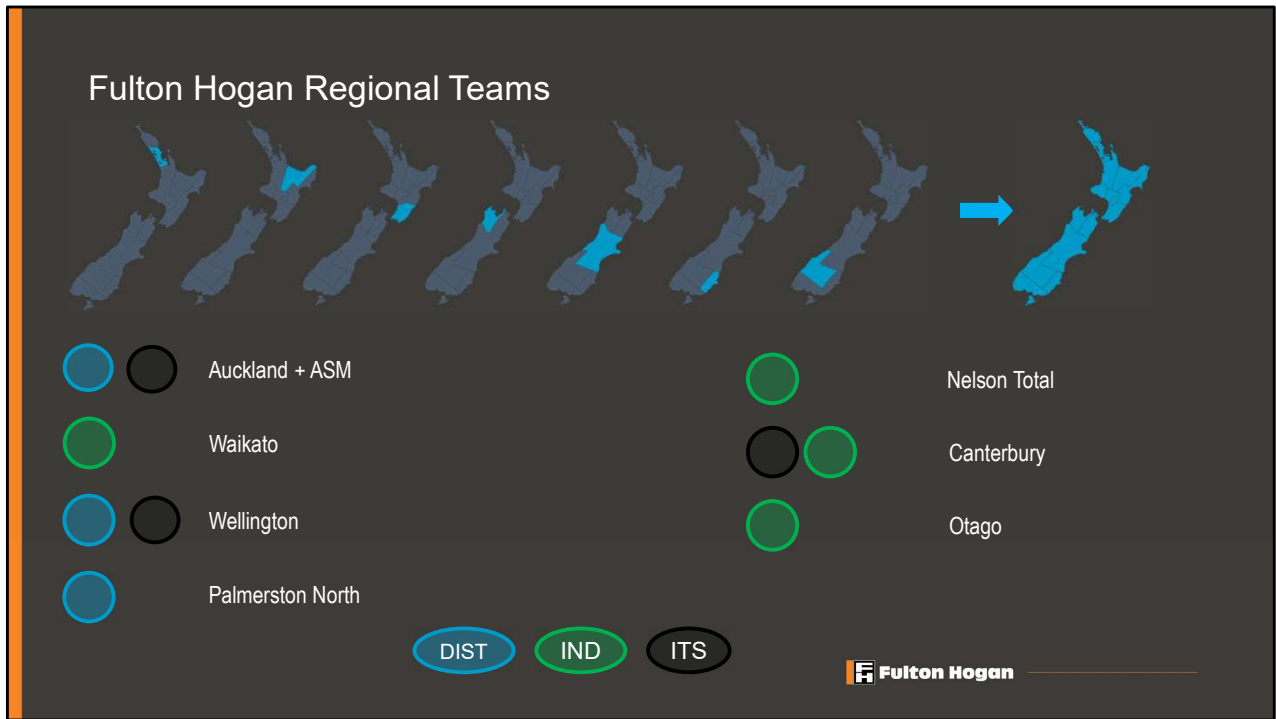 Fulton Hogan Regional Teams
Auckland + ASM
Waikato
Wellington
Palmerston North
Nelson Total
Canterbury
Otago
DIST
IND
ITS
FH Fulton Hogan